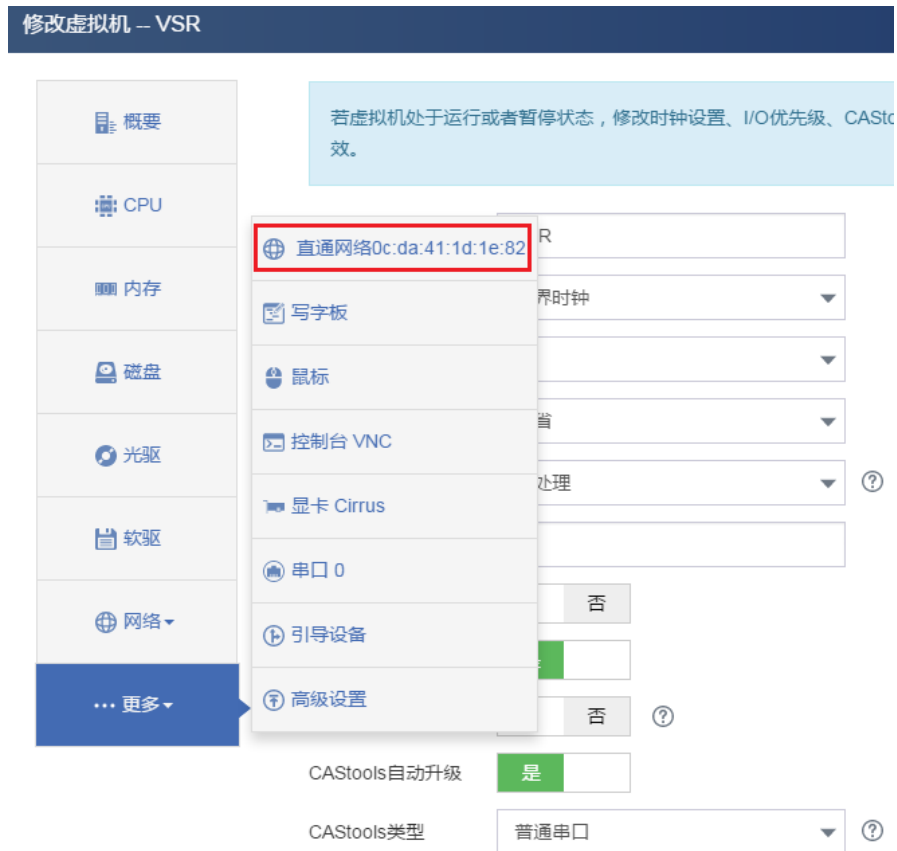 修改虚拟机 -- VSR
概要
CPU
内存
磁盘
光驱
软驱
网络
··· 更多
若虚拟机处于运行或者暂停状态，修改时钟设置、I/O优先级、CASto
效。
直通网络0c:da:41:1d:1e:82
写字板
鼠标
控制台 VNC
显卡 Cirrus
串口 0
引导设备
高级设置
R
界时钟
省
处理
否
否
CAStools自动升级
是
CAStools类型
普通串口